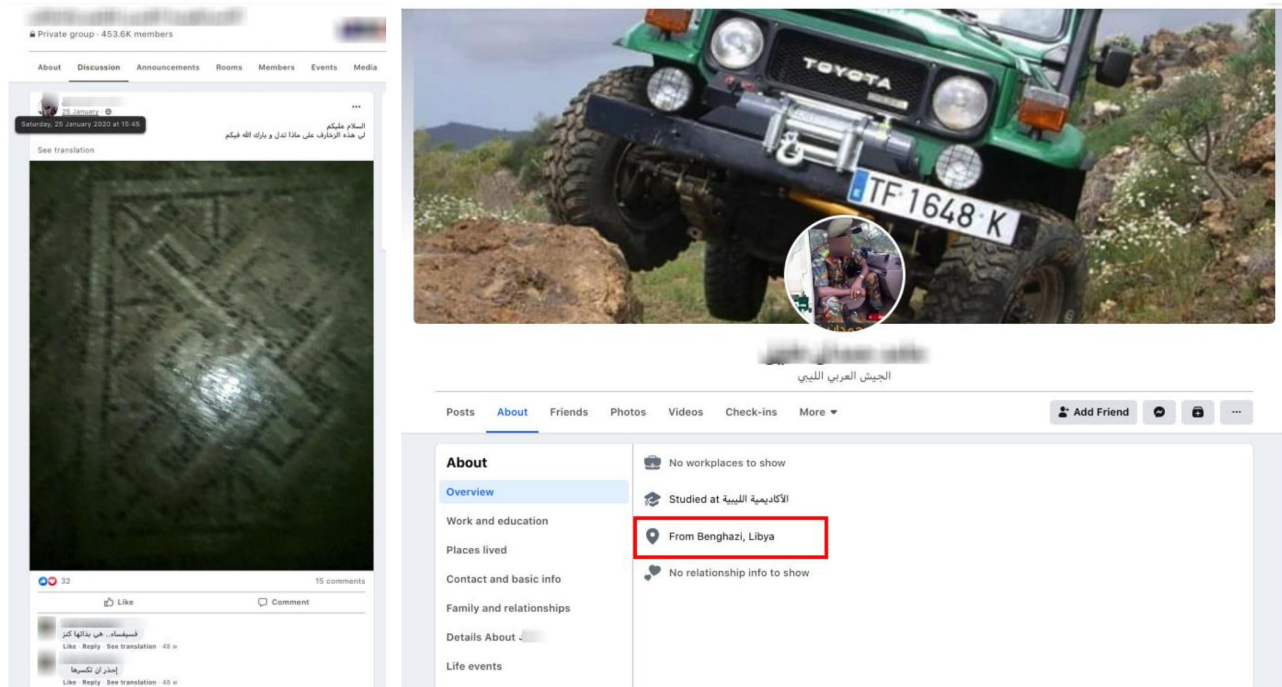 Private group · 453.6K members
About Discussion Announcements Rooms Members Events Media
25 January
Saturday, 25 January 2020 at 15:45
السلام عليكم
لي هذه الزخارف على ماذا تدل و بارك الله فيكم
See translation
32 15 comments
Like Comment
فسيفساء.. هي بذاتها كنز
Like · Reply · See translation · 48 w
إحذر ان تكسرها
Like · Reply · See translation · 48 w
TOYOTA
TF 1648 K
الجيش العربي الليبي
Posts About Friends Photos Videos Check-ins More
Add Friend
About
Overview
Work and education
Places lived
Contact and basic info
Family and relationships
Details About
Life events
No workplaces to show
Studied at الأكاديمية الليبية
From Benghazi, Libya
No relationship info to show